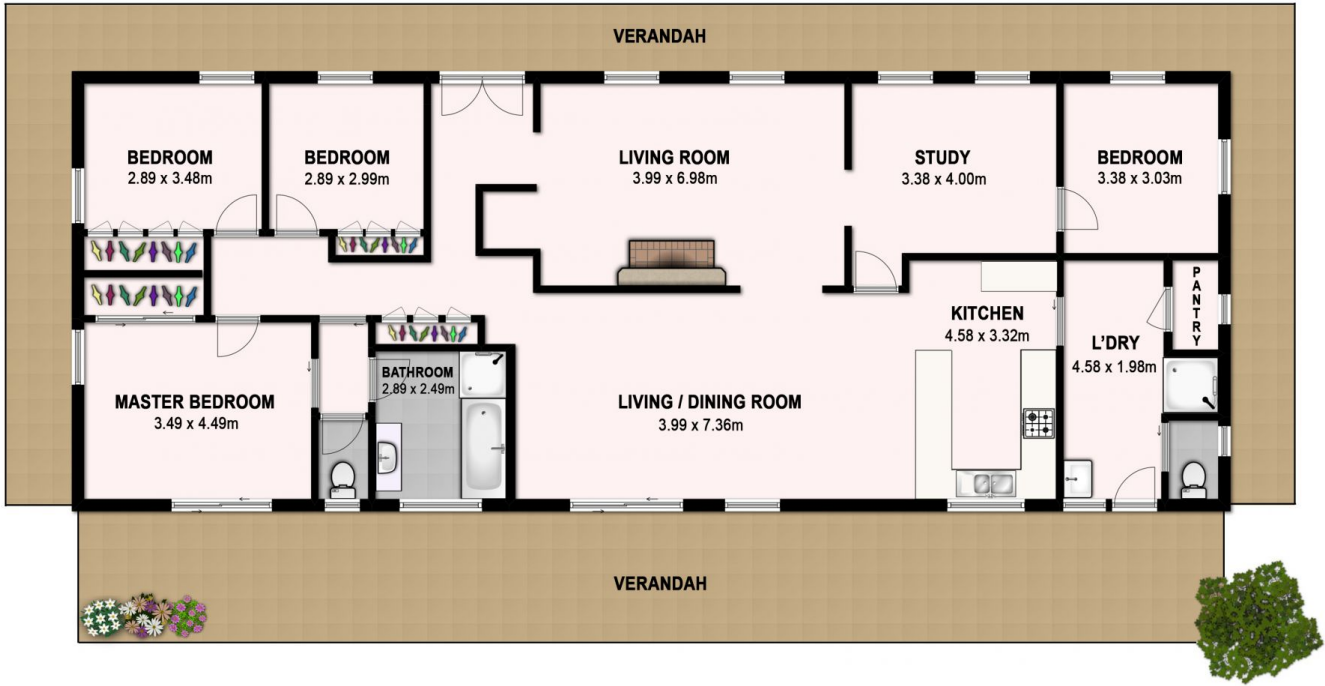 VERANDAH
BEDROOM
2.89 x 3.48m
BEDROOM
2.89 x 2.99m
LIVING ROOM
3.99 x 6.98m
STUDY
3.38 x 4.00m
BEDROOM
3.38 x 3.03m
PANTRY
KITCHEN
4.58 x 3.32m
L'DRY
4.58 x 1.98m
BATHROOM
2.89 x 2.49m
MASTER BEDROOM
3.49 x 4.49m
LIVING / DINING ROOM
3.99 x 7.36m
VERANDAH